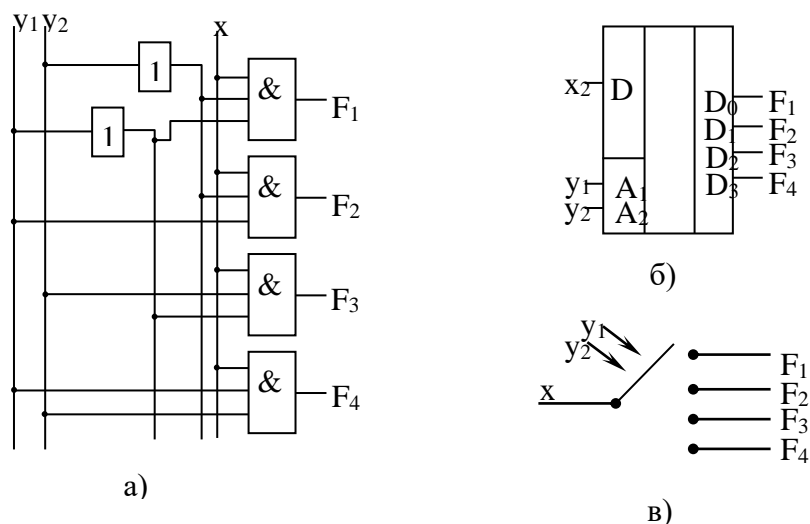 y₁ y₂
x
1
1
&
F₁
&
F₂
&
F₃
&
F₄
а)
x₂
D
y₁
A₁
y₂
A₂
D₀ F₁
D₁ F₂
D₂ F₃
D₃ F₄
б)
y₁
y₂
x
F₁
F₂
F₃
F₄
в)